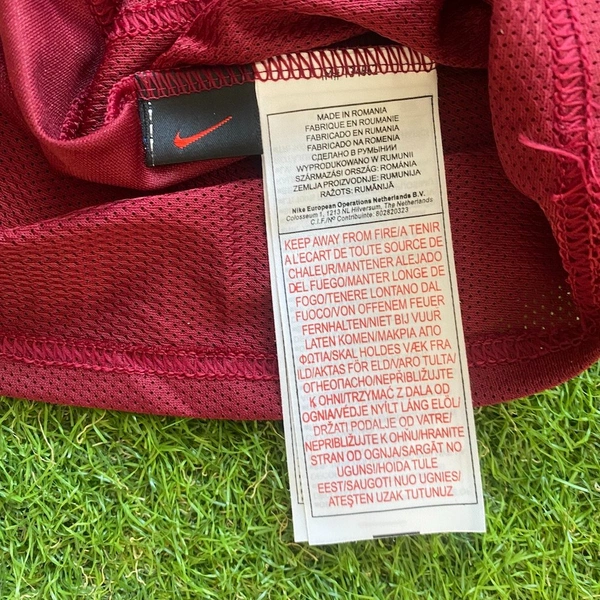 MADE IN ROMANIA
FABRIQUE EN ROUMANIE
FABRICADO EN RUMANIA
FABRICADO NA ROMENIA
СДЕЛАНО В РУМЫНИИ
WYPRODUKOWANO W RUMUNII
SZÁRMAZÁSI ORSZÁG: ROMÁNIA
ZEMLJA PROIZVODNJE: RUMUNIJA
RAŽOTS: RUMĀNIJĀ
Nike European Operations Netherlands B.V.
Colosseum 1, 1213 NL Hilversum, The Netherlands
C.I.F./Nº Contribuinte: 802820323
KEEP AWAY FROM FIRE/A TENIR
A L'ECART DE TOUTE SOURCE DE
CHALEUR/MANTENER ALEJADO
DEL FUEGO/MANTER LONGE DE
FOGO/TENERE LONTANO DAL
FUOCO/VON OFFENEM FEUER
FERNHALTEN/NIET BIJ VUUR
LATEN KOMEN/ΜΑΚΡΙΑ ΑΠΟ
ΦΩΤΙΑ/SKAL HOLDES VÆK FRA
ILD/AKTAS FÖR ELD/VARO TULTA/
ОГНЕОПАСНО/NEPŘIBLIŽUJTE
K OHNI/TRZYMAĆ Z DALA OD
OGNIA/VÉDJE NYÍLT LÁNG ELŐL/
DRŽATI PODALJE OD VATRE/
NEPRIBLIŽUJTE K OHŇU/HRANITE
STRAN OD OGNJA/SARGĀT NO
UGUNS!/HOIDA TULE
EEST/SAUGOTI NUO UGNIES/
ATEŞTEN UZAK TUTUNUZ